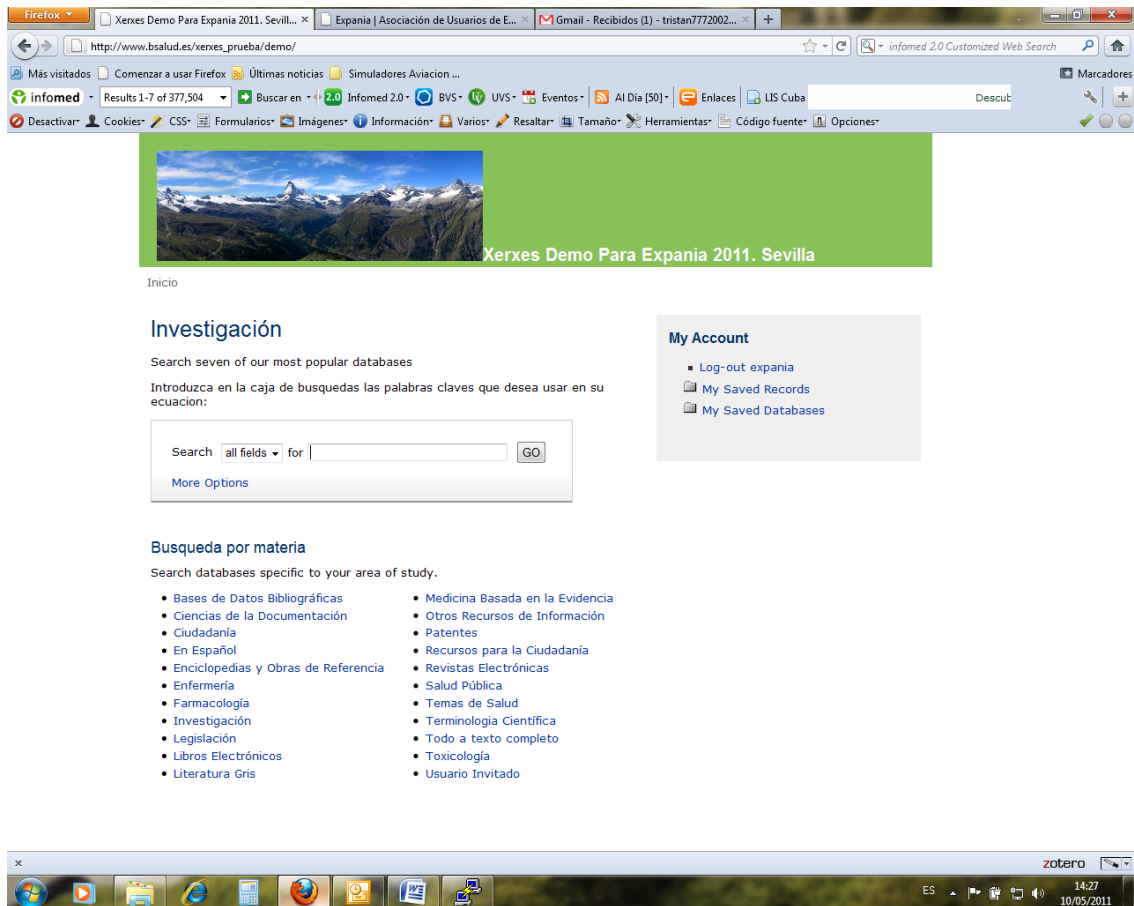 Firefox
Xerxes Demo Para Expania 2011. Sevill... ×
Expania | Asociación de Usuarios de E... ×
Gmail - Recibidos (1) - tristan7772002... ×
+
http://www.bsalud.es/xerxes_prueba/demo/
infomed 2.0 Customized Web Search
Más visitados Comenzar a usar Firefox Últimas noticias Simuladores Aviacion ... Marcadores
infomed Results 1-7 of 377,504 Buscar en 2.0 Infomed 2.0 BVS UVS Eventos Al Día [50] Enlaces LIS Cuba Descub
Desactivar Cookies CSS Formularios Imágenes Información Varios Resaltar Tamaño Herramientas Código fuente Opciones
Xerxes Demo Para Expania 2011. Sevilla
Inicio
Investigación
Search seven of our most popular databases
Introduzca en la caja de busquedas las palabras claves que desea usar en su
ecuacion:
Search all fields for GO
More Options
My Account
Log-out expania
My Saved Records
My Saved Databases
Busqueda por materia
Search databases specific to your area of study.
Bases de Datos Bibliográficas
Ciencias de la Documentación
Ciudadanía
En Español
Enciclopedias y Obras de Referencia
Enfermería
Farmacología
Investigación
Legislación
Libros Electrónicos
Literatura Gris
Medicina Basada en la Evidencia
Otros Recursos de Información
Patentes
Recursos para la Ciudadanía
Revistas Electrónicas
Salud Pública
Temas de Salud
Terminologia Científica
Todo a texto completo
Toxicología
Usuario Invitado
× zotero
ES 14:27
10/05/2011